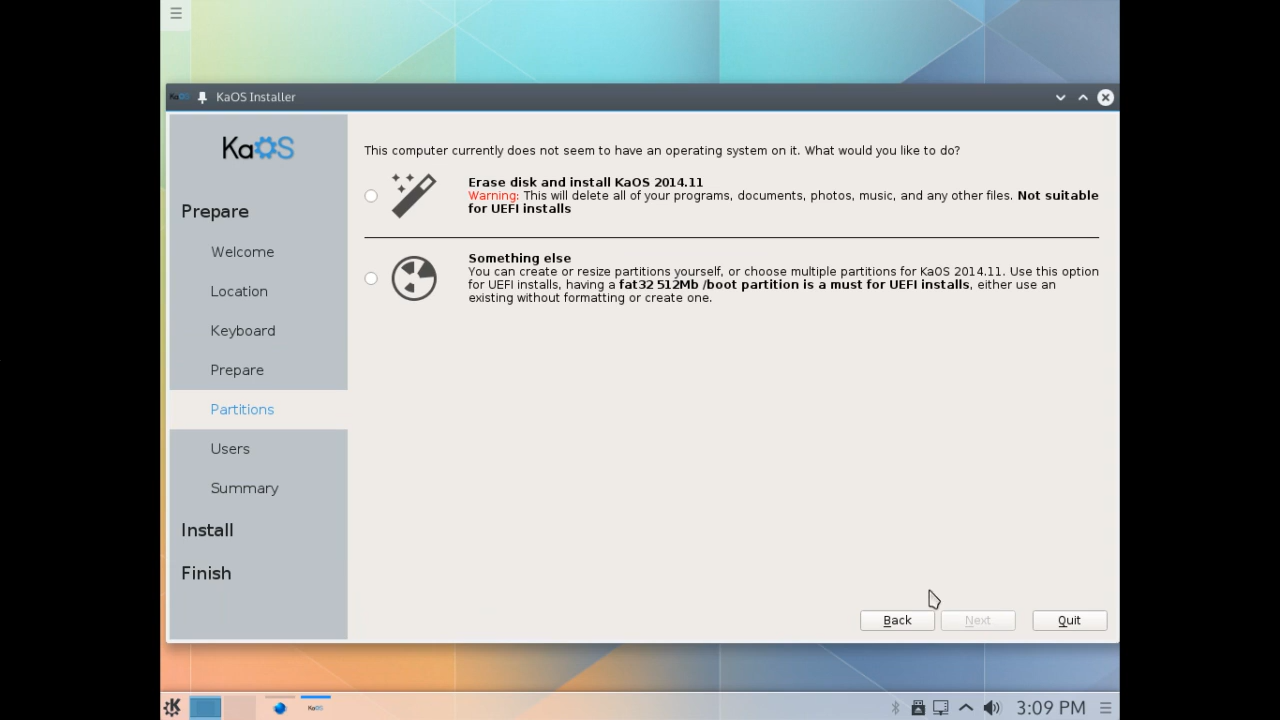 KaOS Installer
KaOS
Prepare
Welcome
Location
Keyboard
Prepare
Partitions
Users
Summary
Install
Finish
This computer currently does not seem to have an operating system on it. What would you like to do?
Erase disk and install KaOS 2014.11
Warning: This will delete all of your programs, documents, photos, music, and any other files. Not suitable
for UEFI installs
Something else
You can create or resize partitions yourself, or choose multiple partitions for KaOS 2014.11. Use this option
for UEFI installs, having a fat32 512Mb /boot partition is a must for UEFI installs, either use an
existing without formatting or create one.
Back
Next
Quit
KaOS
3:09 PM